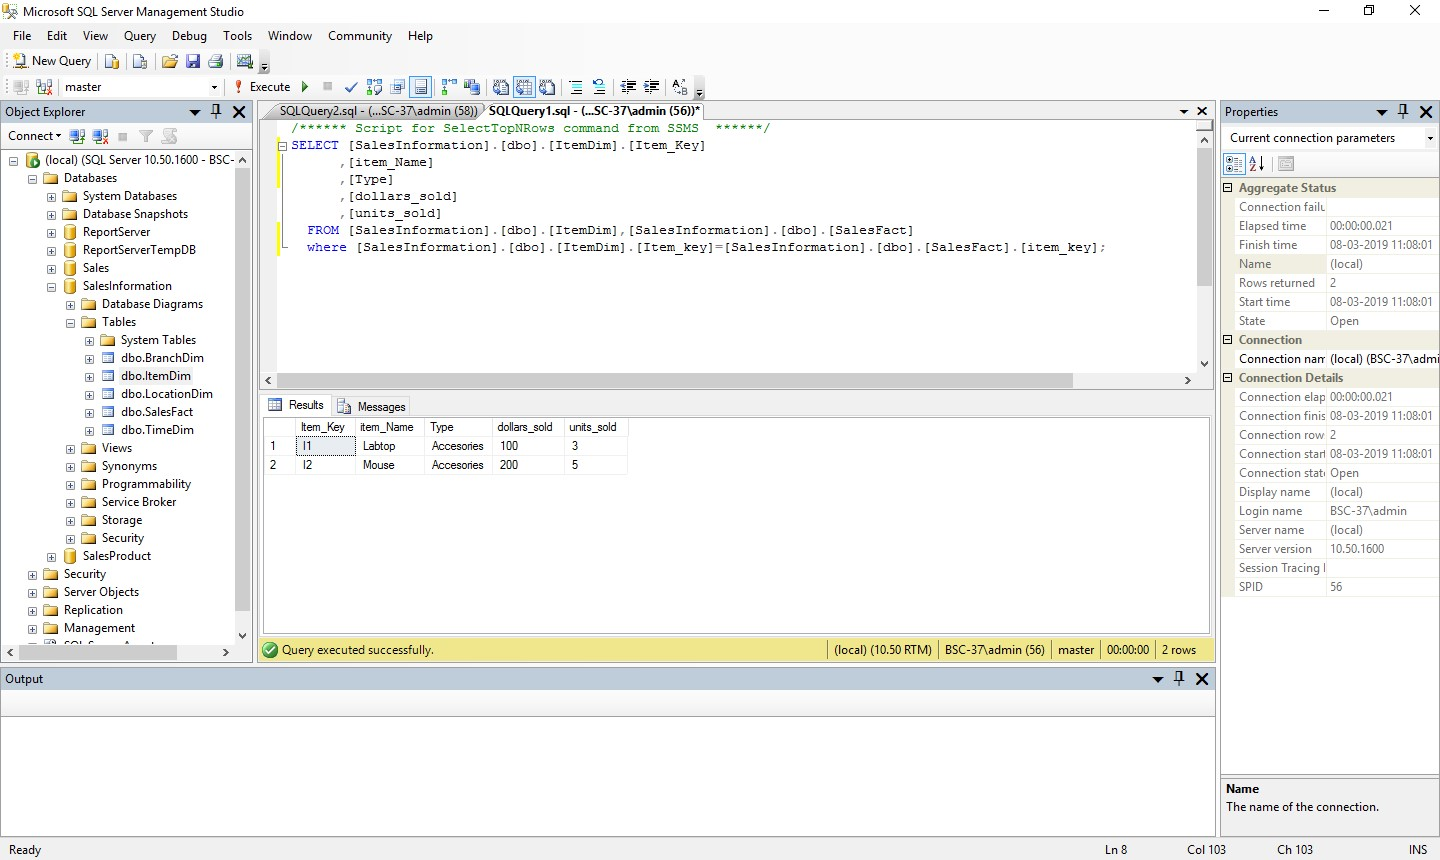 Microsoft SQL Server Management Studio
File Edit View Query Debug Tools Window Community Help
New Query
master Execute
Object Explorer
Connect
(local) (SQL Server 10.50.1600 - BSC-
Databases
System Databases
Database Snapshots
ReportServer
ReportServerTempDB
Sales
SalesInformation
Database Diagrams
Tables
System Tables
dbo.BranchDim
dbo.ItemDim
dbo.LocationDim
dbo.SalesFact
dbo.TimeDim
Views
Synonyms
Programmability
Service Broker
Storage
Security
SalesProduct
Security
Server Objects
Replication
Management
SQLQuery2.sql - (...SC-37\admin (58)) SQLQuery1.sql - (...SC-37\admin (56))*
/****** Script for SelectTopNRows command from SSMS ******/
SELECT [SalesInformation].[dbo].[ItemDim].[Item_Key]
,[item_Name]
,[Type]
,[dollars_sold]
,[units_sold]
FROM [SalesInformation].[dbo].[ItemDim],[SalesInformation].[dbo].[SalesFact]
where [SalesInformation].[dbo].[ItemDim].[Item_key]=[SalesInformation].[dbo].[SalesFact].[item_key];
Results Messages
Item_Key item_Name Type dollars_sold units_sold
1 I1 Labtop Accesories 100 3
2 I2 Mouse Accesories 200 5
Query executed successfully. (local) (10.50 RTM) BSC-37\admin (56) master 00:00:00 2 rows
Output
Properties
Current connection parameters
Aggregate Status
Connection failu
Elapsed time 00:00:00.021
Finish time 08-03-2019 11:08:01
Name (local)
Rows returned 2
Start time 08-03-2019 11:08:01
State Open
Connection
Connection nam (local) (BSC-37\admi
Connection Details
Connection elap 00:00:00.021
Connection finis 08-03-2019 11:08:01
Connection row 2
Connection start 08-03-2019 11:08:01
Connection stat Open
Display name (local)
Login name BSC-37\admin
Server name (local)
Server version 10.50.1600
Session Tracing I
SPID 56
Name
The name of the connection.
Ready Ln 8 Col 103 Ch 103 INS